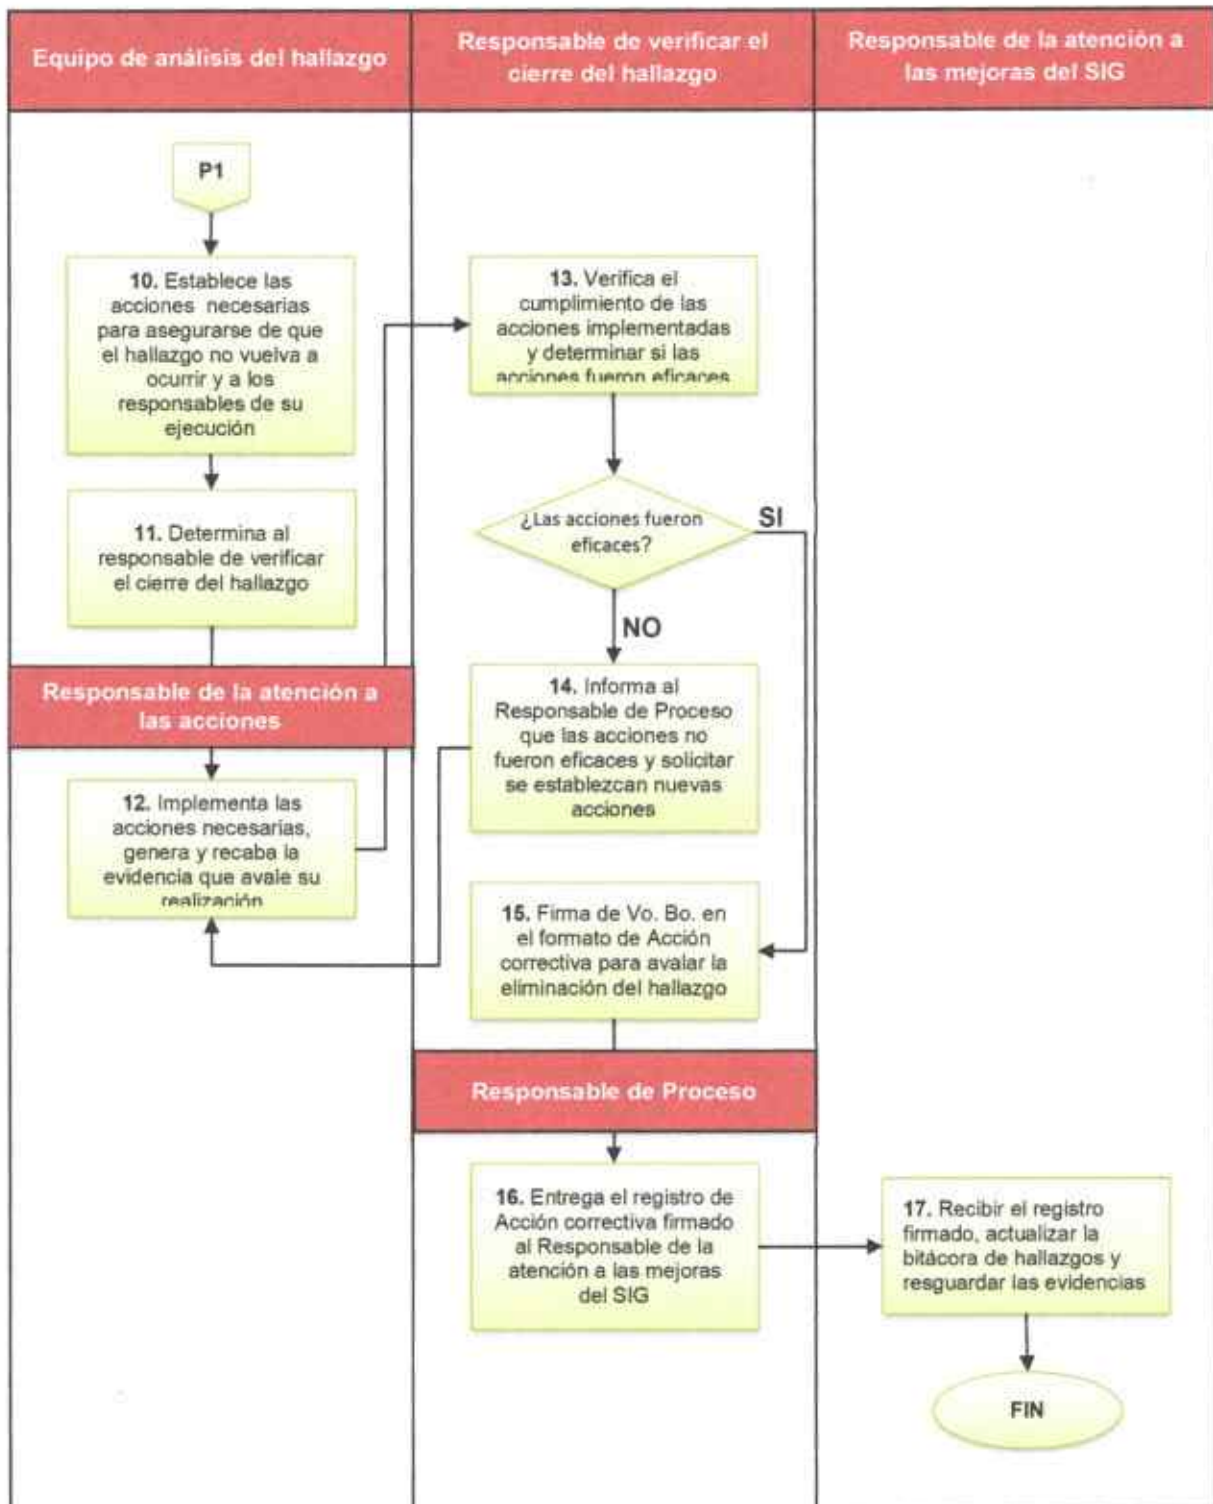 Equipo de análisis del hallazgo
Responsable de verificar el
cierre del hallazgo
Responsable de la atención a
las mejoras del SIG
P1
10. Establece las
acciones necesarias
para asegurarse de que
el hallazgo no vuelva a
ocurrir y a los
responsables de su
ejecución
11. Determina al
responsable de verificar
el cierre del hallazgo
Responsable de la atención a
las acciones
12. Implementa las
acciones necesarias,
genera y recaba la
evidencia que avale su
realización
13. Verifica el
cumplimiento de las
acciones implementadas
y determinar si las
acciones fueron eficaces
¿Las acciones fueron
eficaces?
SI
NO
14. Informa al
Responsable de Proceso
que las acciones no
fueron eficaces y solicitar
se establezcan nuevas
acciones
15. Firma de Vo. Bo. en
el formato de Acción
correctiva para avalar la
eliminación del hallazgo
Responsable de Proceso
16. Entrega el registro de
Acción correctiva firmado
al Responsable de la
atención a las mejoras
del SIG
17. Recibir el registro
firmado, actualizar la
bitácora de hallazgos y
resguardar las evidencias
FIN